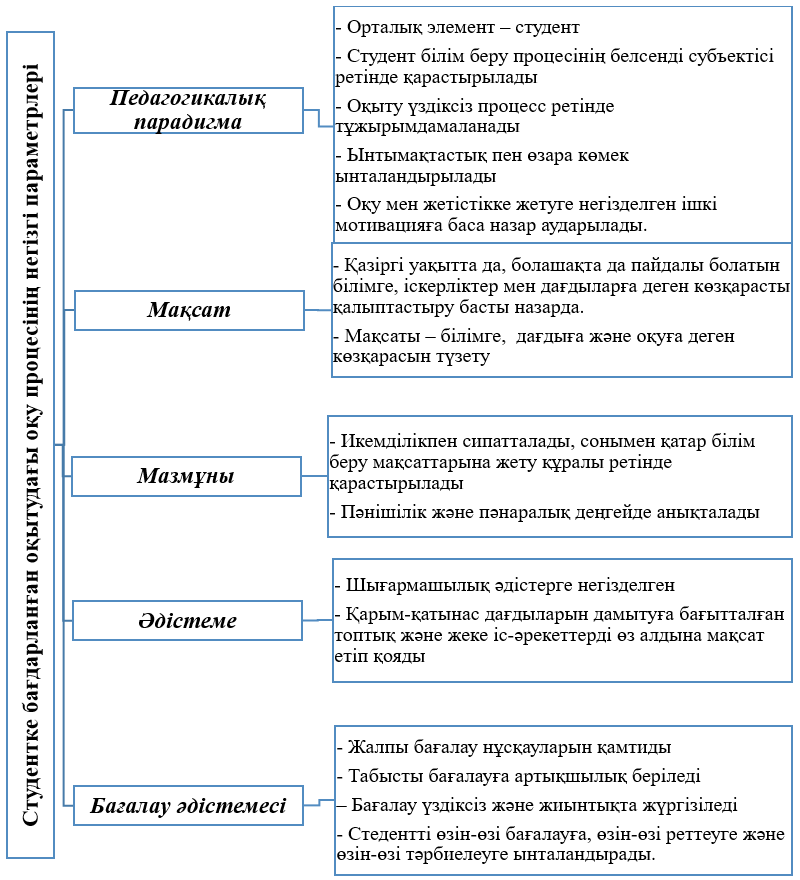 Студентке бағдарланған оқытудағы оқу процесінің негізгі параметрлері
Педагогикалық
парадигма
- Орталық элемент – студент
- Студент білім беру процесінің белсенді субъектісі
ретінде қарастырылады
- Оқыту үздіксіз процесс ретінде
тұжырымдамаланады
- Ынтымақтастық пен өзара көмек
ынталандырылады
- Оқу мен жетістікке жетуге негізделген ішкі
мотивацияға баса назар аударылады.
Мақсат
- Қазіргі уақытта да, болашақта да пайдалы болатын
білімге, іскерліктер мен дағдыларға деген көзқарасты
қалыптастыру басты назарда.
- Мақсаты – білімге, дағдыға және оқуға деген
көзқарасын түзету
Мазмұны
- Икемділікпен сипатталады, сонымен қатар білім
беру мақсаттарына жету құралы ретінде
қарастырылады
- Пәнішілік және пәнаралық деңгейде анықталады
Әдістеме
- Шығармашылық әдістерге негізделген
- Қарым-қатынас дағдыларын дамытуға бағытталған
топтық және жеке іс-әрекеттерді өз алдына мақсат
етіп қояды
Бағалау әдістемесі
- Жалпы бағалау нұсқауларын қамтиды
- Табысты бағалауға артықшылық беріледі
– Бағалау үздіксіз және жиынтықта жүргізіледі
- Стедентті өзін-өзі бағалауға, өзін-өзі реттеуге және
өзін-өзі тәрбиелеуге ынталандырады.